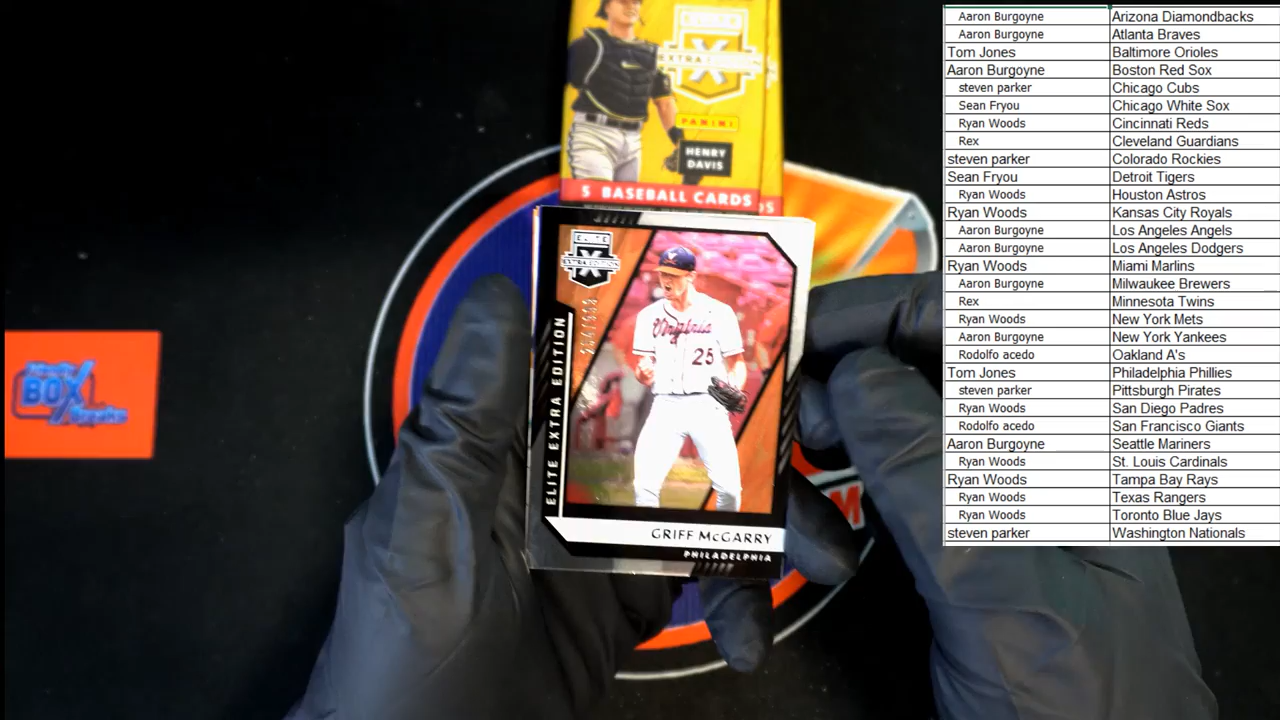 EXTRA EDITION
X
PANINI
HENRY
DAVIS
5 BASEBALL CARDS
ELITE
X
EXTRA EDITION
ELITE EXTRA EDITION
Virginia
25
GRIFF McGARRY
PHILADELPHIA
BOX
Aaron Burgoyne Arizona Diamondbacks
Aaron Burgoyne Atlanta Braves
Tom Jones Baltimore Orioles
Aaron Burgoyne Boston Red Sox
steven parker Chicago Cubs
Sean Fryou Chicago White Sox
Ryan Woods Cincinnati Reds
Rex Cleveland Guardians
steven parker Colorado Rockies
Sean Fryou Detroit Tigers
Ryan Woods Houston Astros
Ryan Woods Kansas City Royals
Aaron Burgoyne Los Angeles Angels
Aaron Burgoyne Los Angeles Dodgers
Ryan Woods Miami Marlins
Aaron Burgoyne Milwaukee Brewers
Rex Minnesota Twins
Ryan Woods New York Mets
Aaron Burgoyne New York Yankees
Rodolfo acedo Oakland A's
Tom Jones Philadelphia Phillies
steven parker Pittsburgh Pirates
Ryan Woods San Diego Padres
Rodolfo acedo San Francisco Giants
Aaron Burgoyne Seattle Mariners
Ryan Woods St. Louis Cardinals
Ryan Woods Tampa Bay Rays
Ryan Woods Texas Rangers
Ryan Woods Toronto Blue Jays
steven parker Washington Nationals